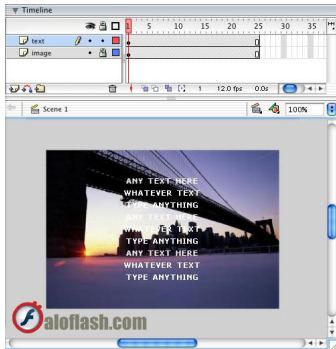 Timeline
1 5 10 15 20 25 30 35
text
image
1 12.0 fps 0.0s
Scene 1
100%
ANY TEXT HERE
WHATEVER TEXT
TYPE ANYTHING
ANY TEXT HERE
WHATEVER TEXT
TYPE ANYTHING
ANY TEXT HERE
WHATEVER TEXT
TYPE ANYTHING
aloflash.com